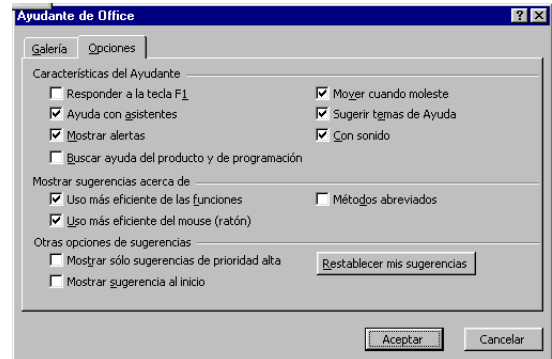 Ayudante de Office
Galería Opciones
Características del Ayudante
Responder a la tecla F1 Mover cuando moleste
Ayuda con asistentes Sugerir temas de Ayuda
Mostrar alertas Con sonido
Buscar ayuda del producto y de programación
Mostrar sugerencias acerca de
Uso más eficiente de las funciones Métodos abreviados
Uso más eficiente del mouse (ratón)
Otras opciones de sugerencias
Mostrar sólo sugerencias de prioridad alta Restablecer mis sugerencias
Mostrar sugerencia al inicio
Aceptar Cancelar